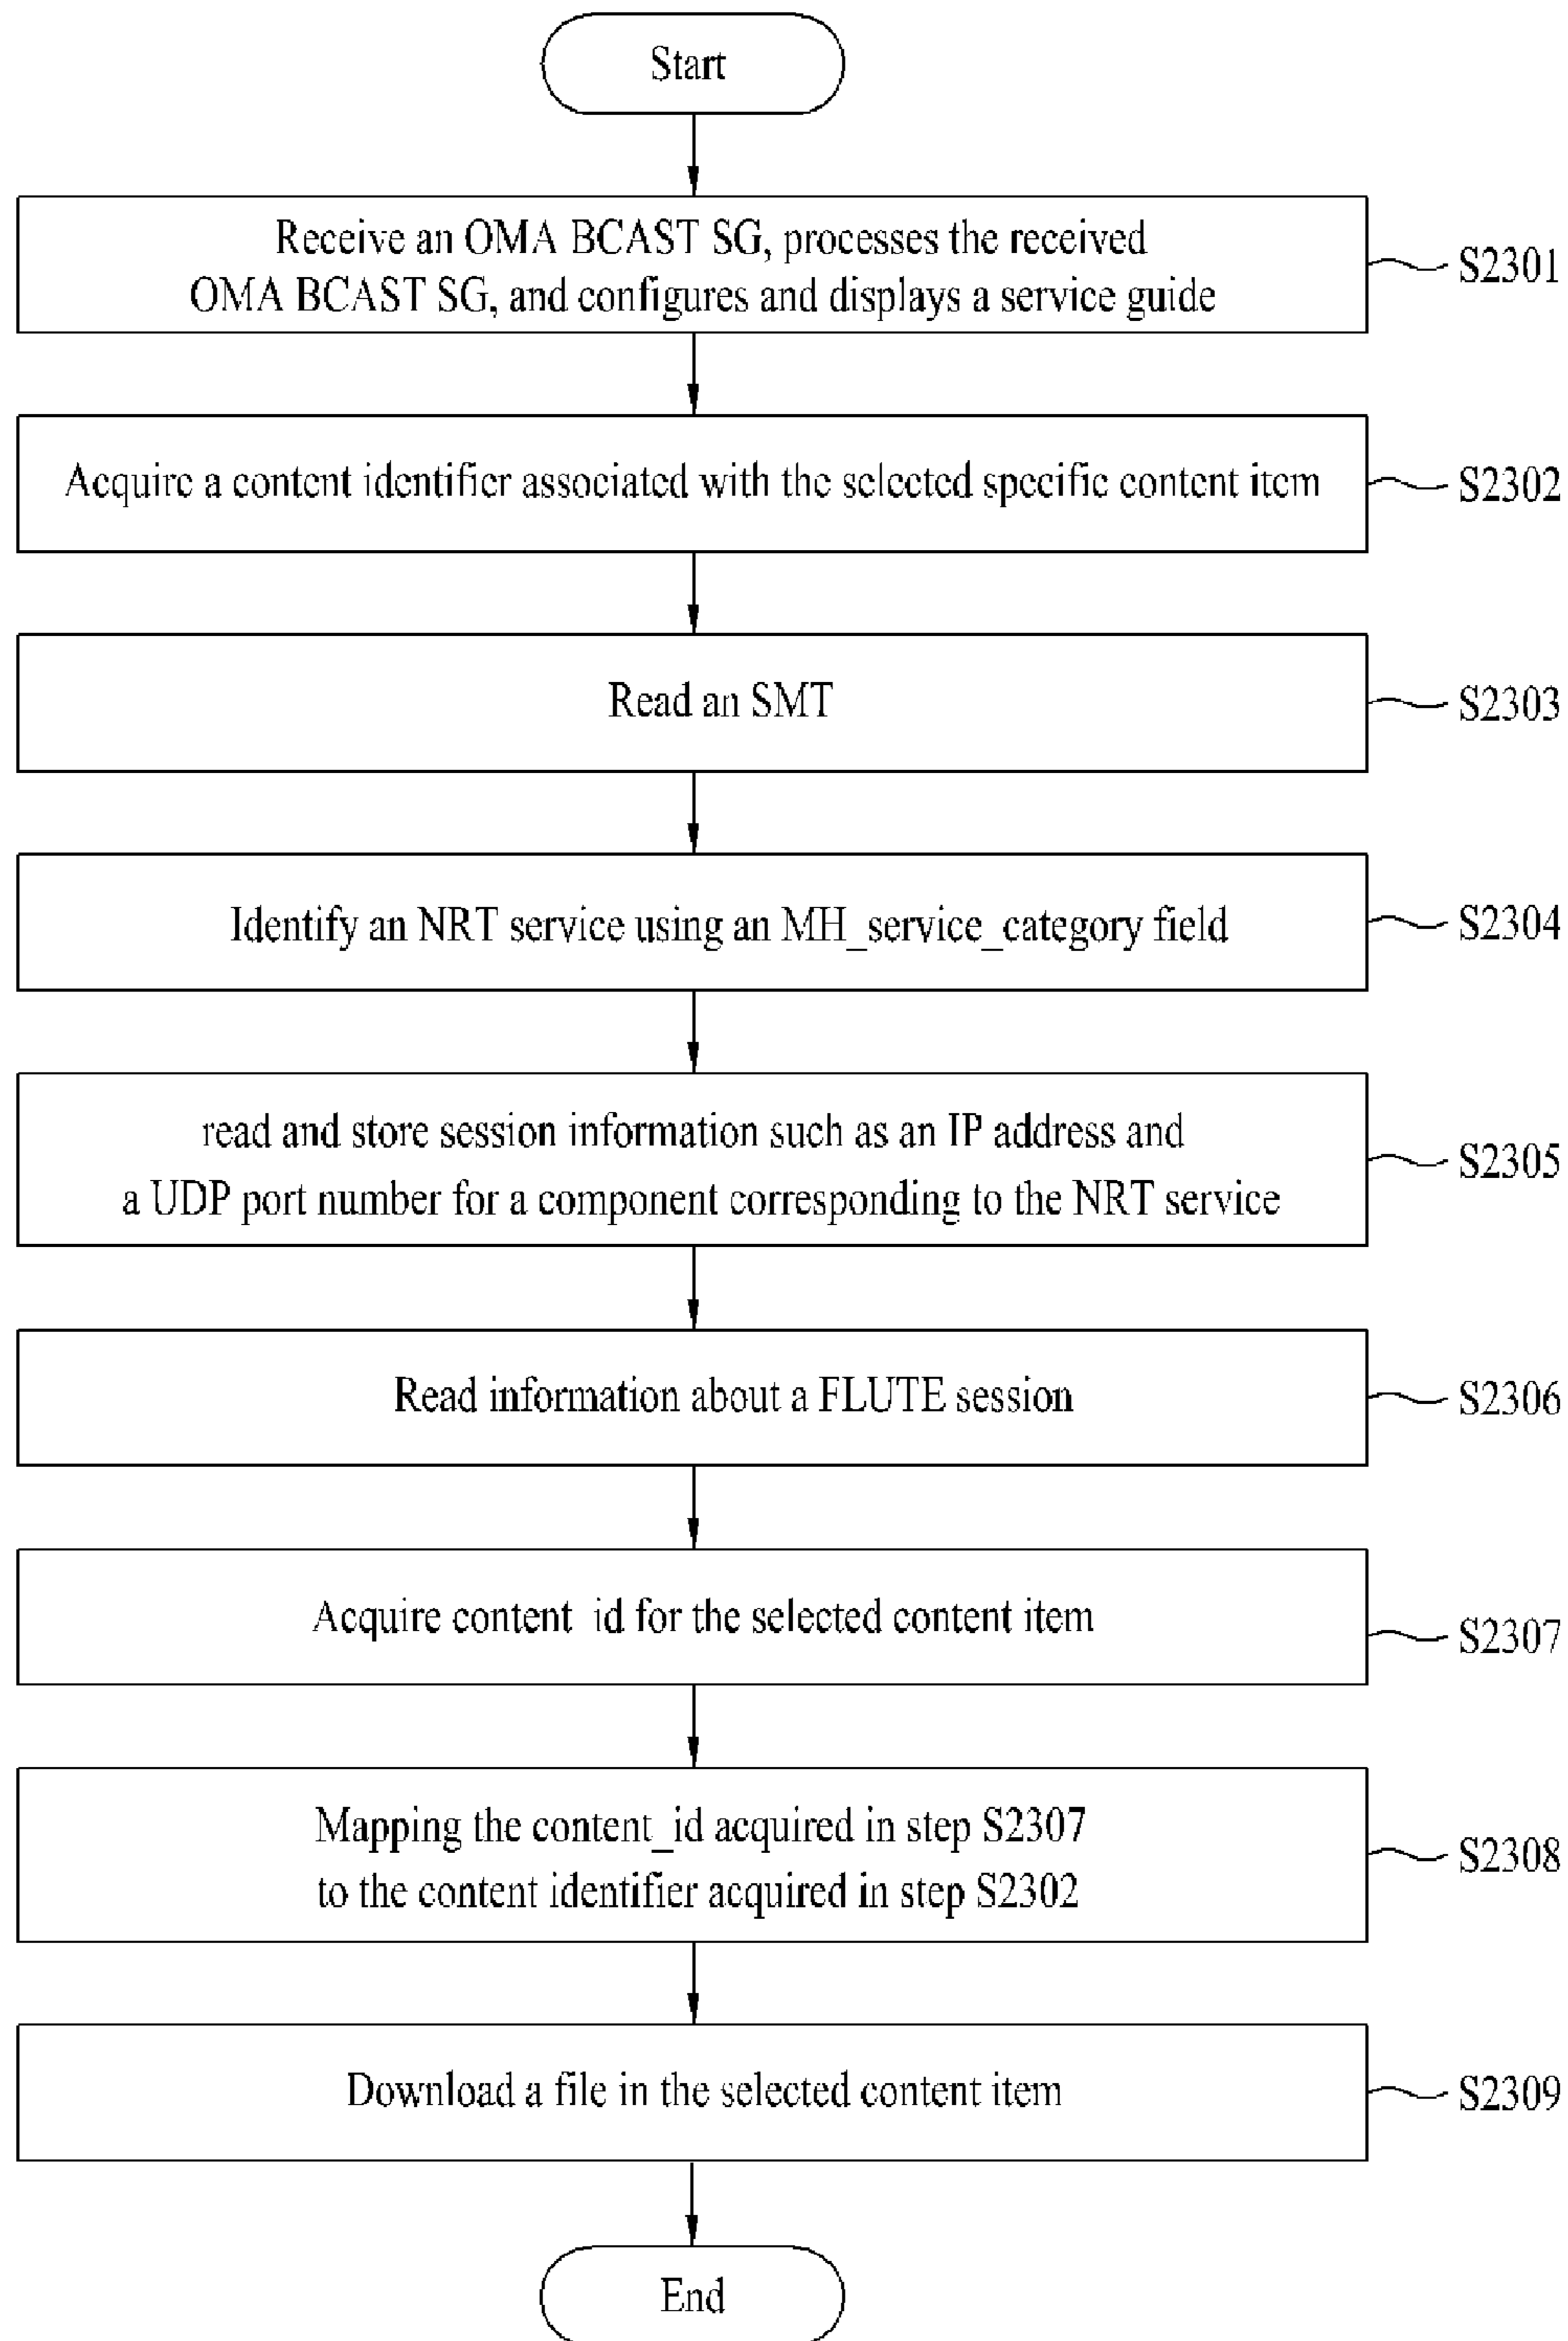 Start
Receive an OMA BCAST SG, processes the received
OMA BCAST SG, and configures and displays a service guide
S2301
Acquire a content identifier associated with the selected specific content item
S2302
Read an SMT
S2303
Identify an NRT service using an MH_service_category field
S2304
read and store session information such as an IP address and
a UDP port number for a component corresponding to the NRT service
S2305
Read information about a FLUTE session
S2306
Acquire content id for the selected content item
S2307
Mapping the content_id acquired in step S2307
to the content identifier acquired in step S2302
S2308
Download a file in the selected content item
S2309
End